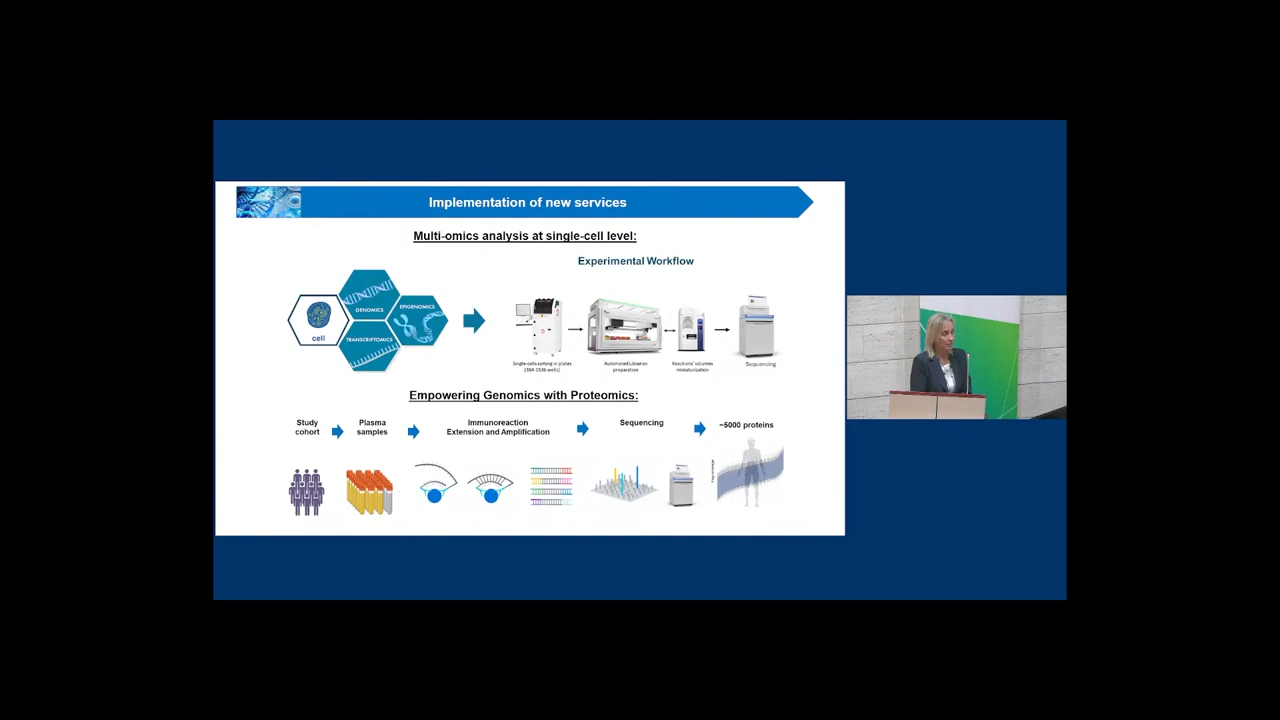 Implementation of new services
Multi-omics analysis at single-cell level:
Experimental Workflow
GENOMICS
EPIGENOMICS
cell
TRANSCRIPTOMICS
Single-cells sorting in plates
(384-1536 wells)
Automated Libraries
preparation
Reactions' volumes
miniaturization
Sequencing
Empowering Genomics with Proteomics:
Study
cohort
Plasma
samples
Immunoreaction
Extension and Amplification
Sequencing
~5000 proteins